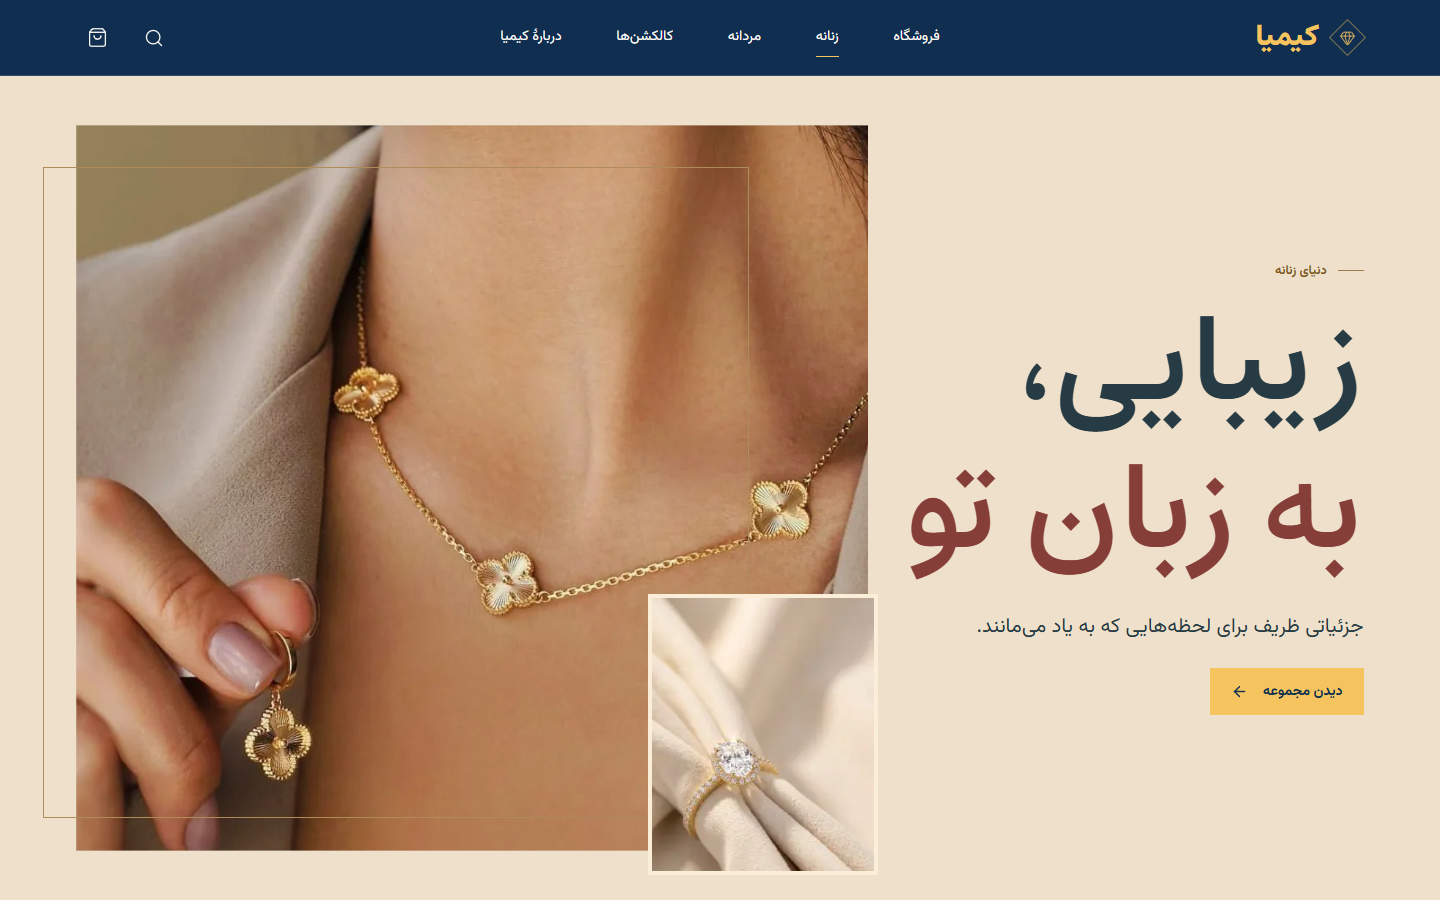 کیمیا
فروشگاه
زنانه
مردانه
کالکشن‌ها
دربارهٔ کیمیا
دنیای زنانه
زیبایی،
به زبان تو
جزئیاتی ظریف برای لحظه‌هایی که به یاد می‌مانند.
دیدن مجموعه